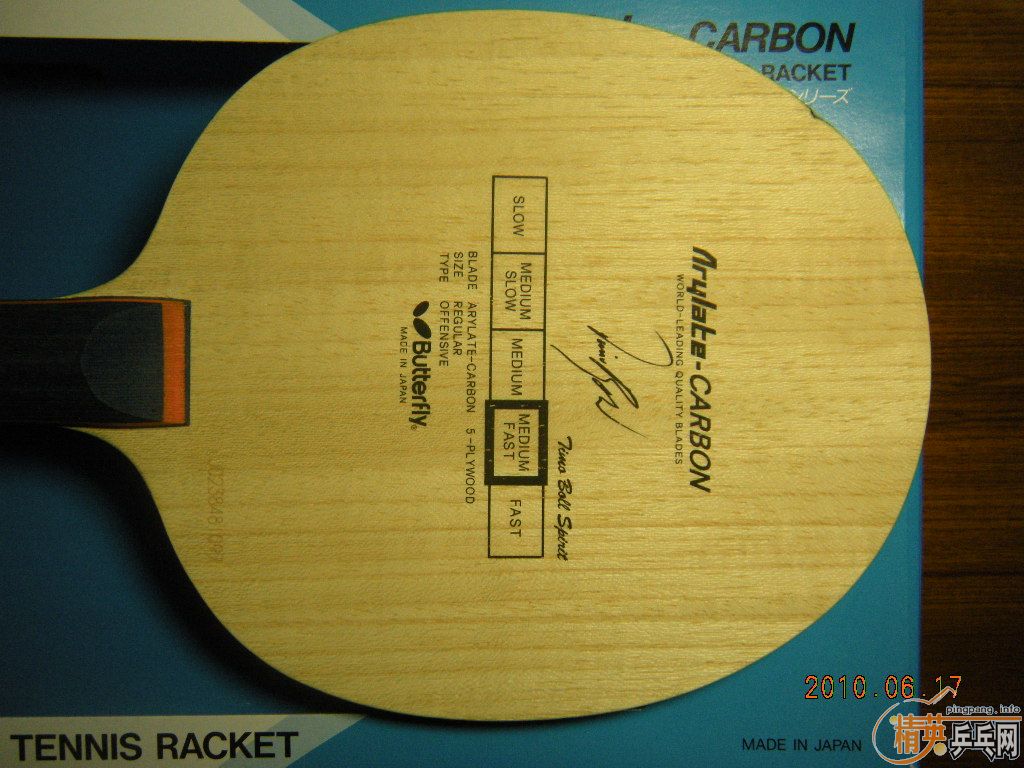 CARBON
RACKET
シリーズ
Arylate-CARBON
WORLD-LEADING QUALITY BLADES
Timo Boll
Timo Boll Spirit
SLOW
MEDIUM SLOW
MEDIUM
MEDIUM FAST
FAST
BLADE ARYLATE-CARBON 5-PLYWOOD
SIZE REGULAR
TYPE OFFENSIVE
Butterfly®
MADE IN JAPAN
TENNIS RACKET
MADE IN JAPAN
2010.06.17
pingpang.info
精英乒乓网